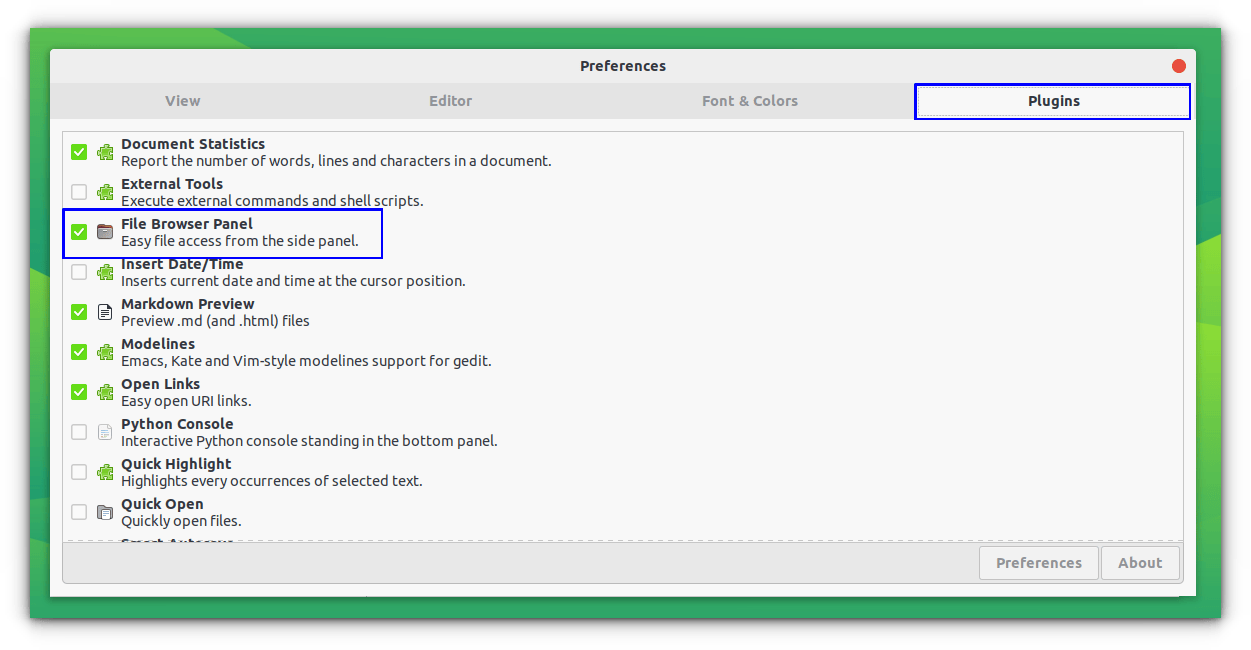 Preferences
View Editor Font & Colors Plugins
Document Statistics
Report the number of words, lines and characters in a document.
External Tools
Execute external commands and shell scripts.
File Browser Panel
Easy file access from the side panel.
Insert Date/Time
Inserts current date and time at the cursor position.
Markdown Preview
Preview .md (and .html) files
Modelines
Emacs, Kate and Vim-style modelines support for gedit.
Open Links
Easy open URI links.
Python Console
Interactive Python console standing in the bottom panel.
Quick Highlight
Highlights every occurrences of selected text.
Quick Open
Quickly open files.
Preferences About